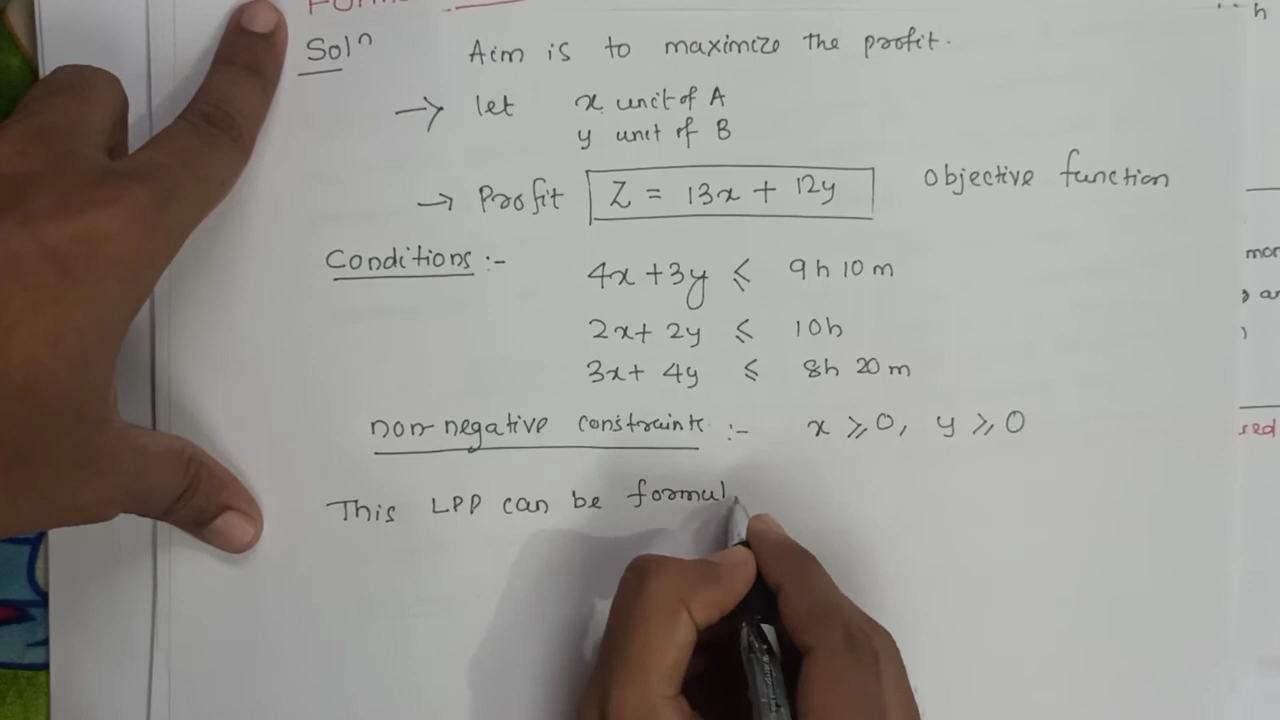 Solⁿ Aim is to maximize the profit.
→ let x unit of A
y unit of B
→ Profit Z = 13x + 12y Objective function
Conditions :-
4x + 3y ⩽ 9h 10m
2x + 2y ⩽ 10h
3x + 4y ⩽ 8h 20m
non-negative constraints :- x ⩾ 0, y ⩾ 0
This LPP can be formul
sed